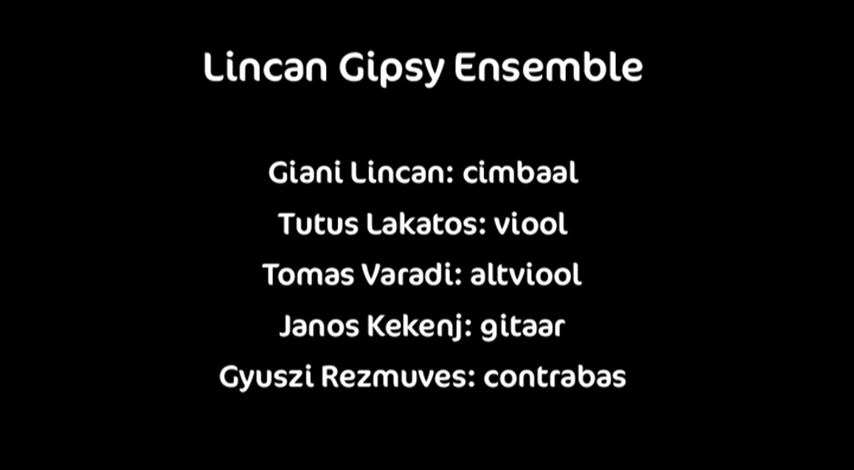 Lincan Gipsy Ensemble
Giani Lincan: cimbaal
Tutus Lakatos: viool
Tomas Varadi: altviool
Janos Kekenj: gitaar
Gyuszi Rezmuves: contrabas